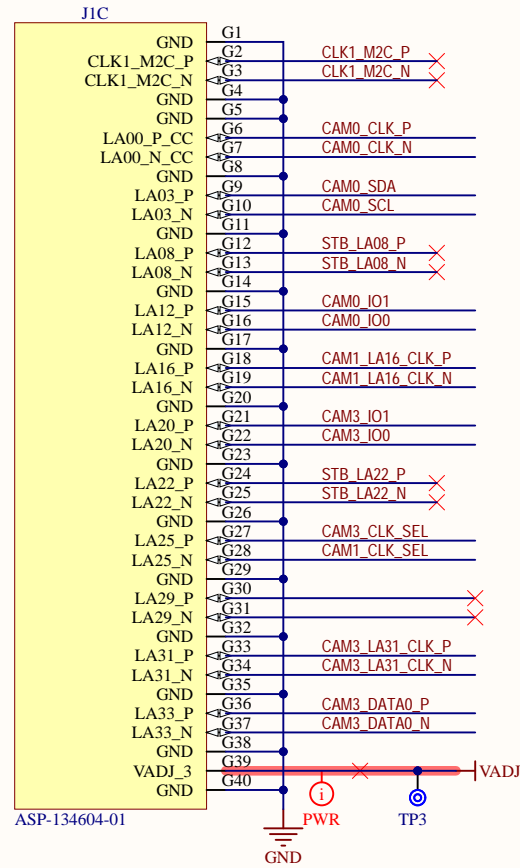 J1C
GND G1
CLK1_M2C_P G2 CLK1_M2C_P
CLK1_M2C_N G3 CLK1_M2C_N
GND G4
GND G5
LA00_P_CC G6 CAM0_CLK_P
LA00_N_CC G7 CAM0_CLK_N
GND G8
LA03_P G9 CAM0_SDA
LA03_N G10 CAM0_SCL
GND G11
LA08_P G12 STB_LA08_P
LA08_N G13 STB_LA08_N
GND G14
LA12_P G15 CAM0_IO1
LA12_N G16 CAM0_IO0
GND G17
LA16_P G18 CAM1_LA16_CLK_P
LA16_N G19 CAM1_LA16_CLK_N
GND G20
LA20_P G21 CAM3_IO1
LA20_N G22 CAM3_IO0
GND G23
LA22_P G24 STB_LA22_P
LA22_N G25 STB_LA22_N
GND G26
LA25_P G27 CAM3_CLK_SEL
LA25_N G28 CAM1_CLK_SEL
GND G29
LA29_P G30
LA29_N G31
GND G32
LA31_P G33 CAM3_LA31_CLK_P
LA31_N G34 CAM3_LA31_CLK_N
GND G35
LA33_P G36 CAM3_DATA0_P
LA33_N G37 CAM3_DATA0_N
GND G38
VADJ_3 G39 VADJ
GND G40
i
ASP-134604-01 PWR TP3
GND